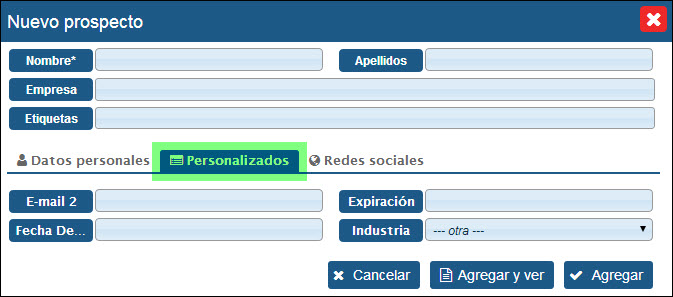 Nuevo prospecto
Nombre* Apellidos
Empresa
Etiquetas
Datos personales Personalizados Redes sociales
E-mail 2 Expiración
Fecha De... Industria --- otra ---
Cancelar Agregar y ver Agregar